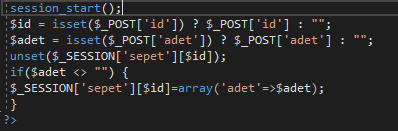 session_start();
$id = isset($_POST['id']) ? $_POST['id'] : "";
$adet = isset($_POST['adet']) ? $_POST['adet'] : "";
unset($_SESSION['sepet'][$id]);
if($adet <> "") {
$_SESSION['sepet'][$id]=array('adet'=>$adet);
}
?>